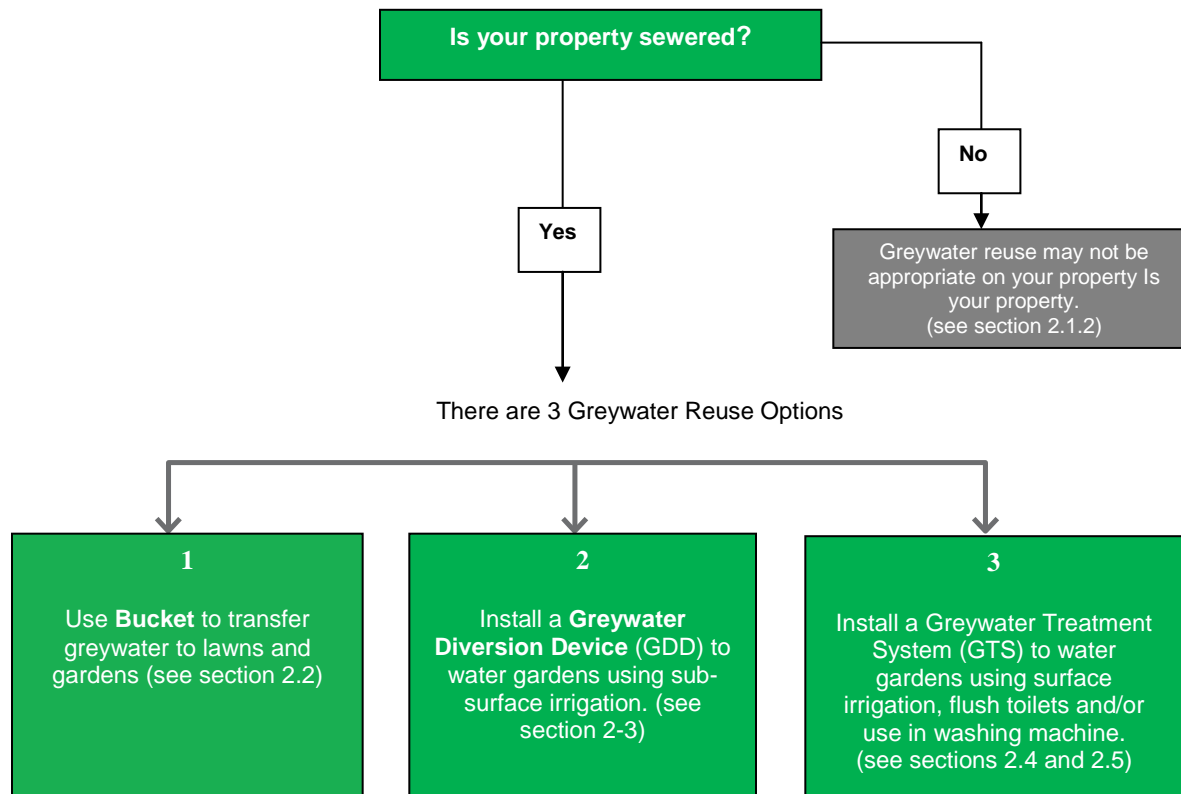 Is your property sewered?
No
Yes
Greywater reuse may not be
appropriate on your property Is
your property.
(see section 2.1.2)
There are 3 Greywater Reuse Options
1
Use Bucket to transfer
greywater to lawns and
gardens (see section 2.2)
2
Install a Greywater
Diversion Device (GDD) to
water gardens using sub-
surface irrigation. (see
section 2-3)
3
Install a Greywater Treatment
System (GTS) to water
gardens using surface
irrigation, flush toilets and/or
use in washing machine.
(see sections 2.4 and 2.5)